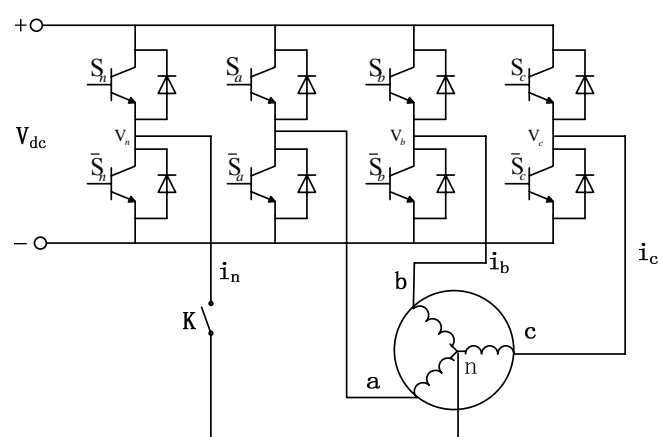 +
S_n S_a S_b S_c
V_dc
V_n V_b V_c
S̄_n S̄_a S̄_b S̄_c
−
i_n i_b i_c
b
K
c
n
a